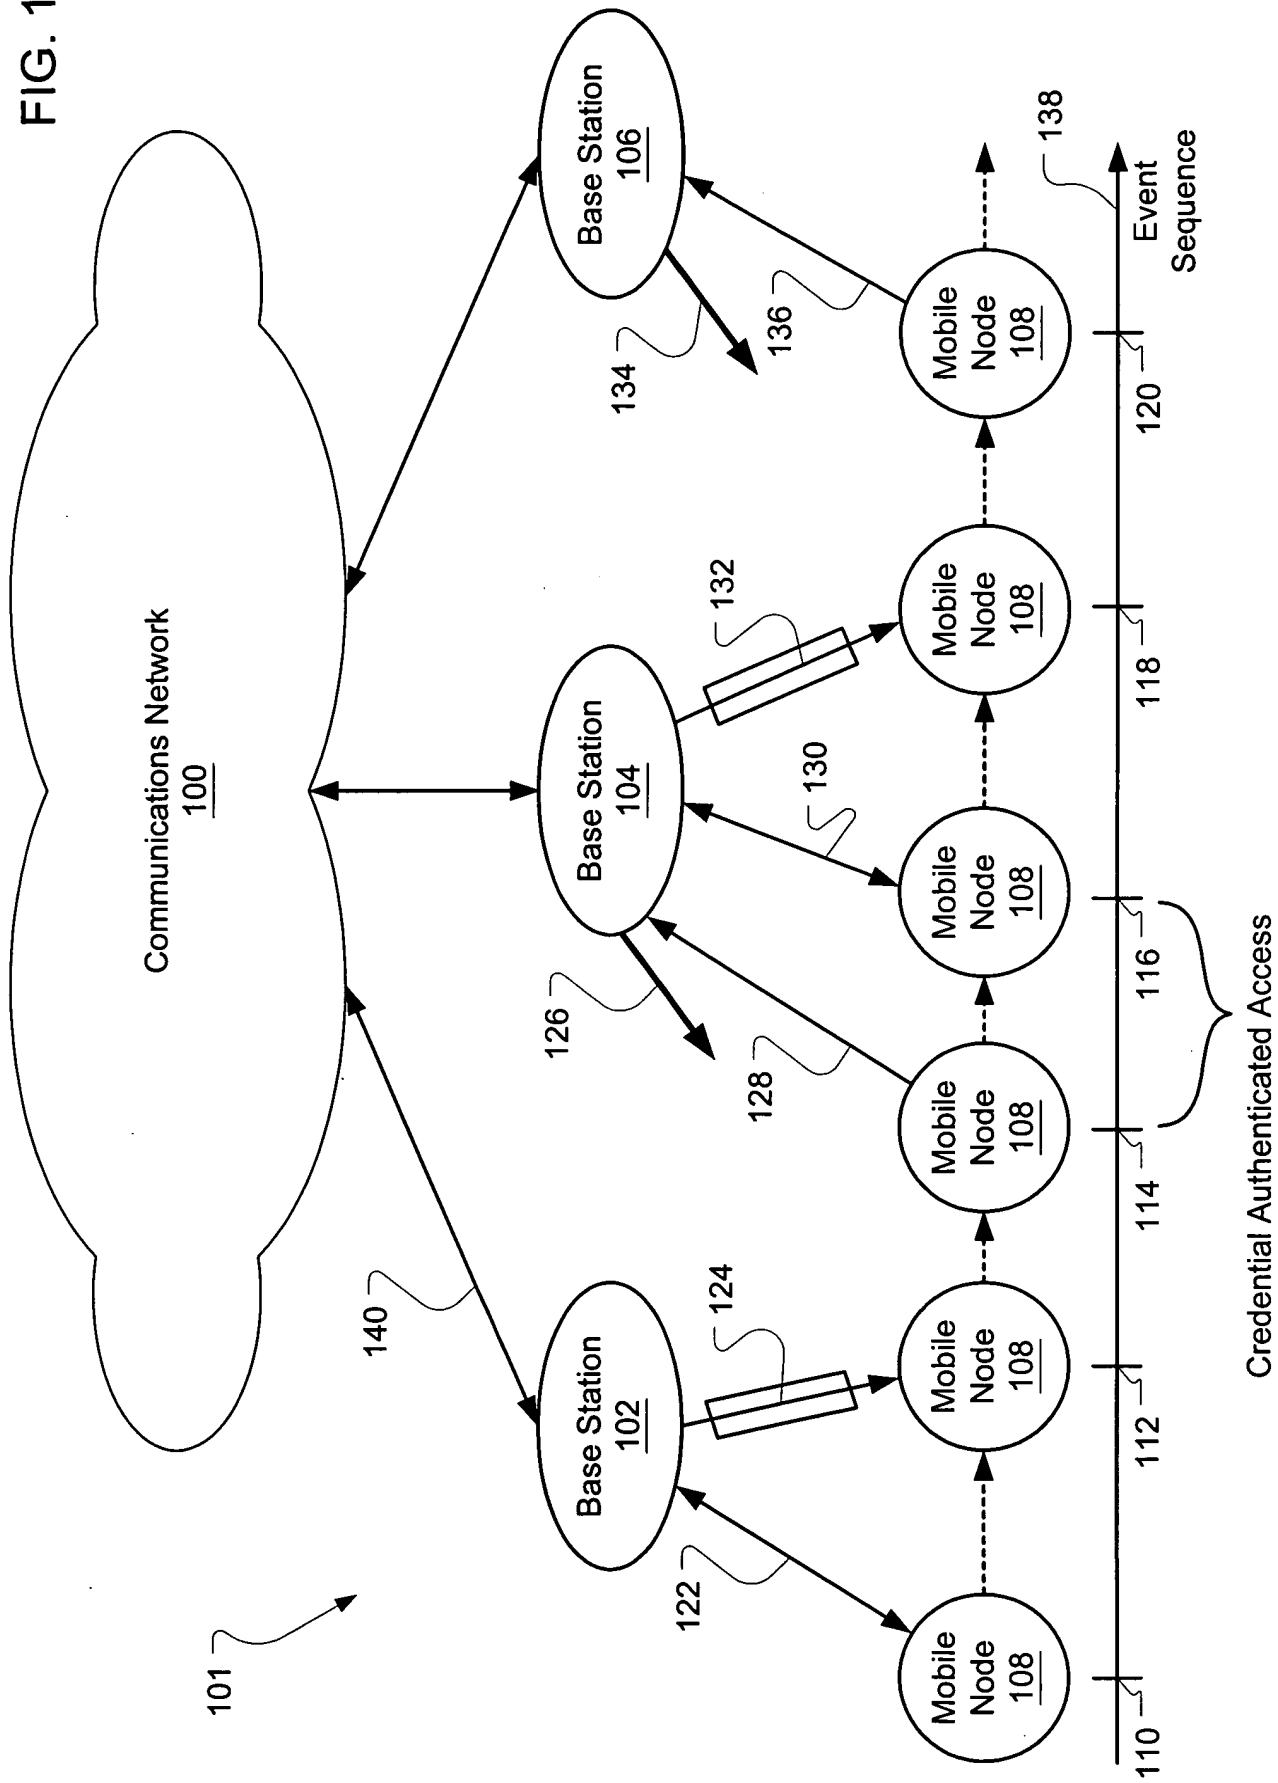 FIG. 1
Communications Network
100
101
140
Base Station
102
Base Station
104
Base Station
106
122
124
126
128
130
132
134
136
Mobile
Node
108
Mobile
Node
108
Mobile
Node
108
Mobile
Node
108
Mobile
Node
108
Mobile
Node
108
138
Event
Sequence
110
112
114
116
118
120
Credential Authenticated Access